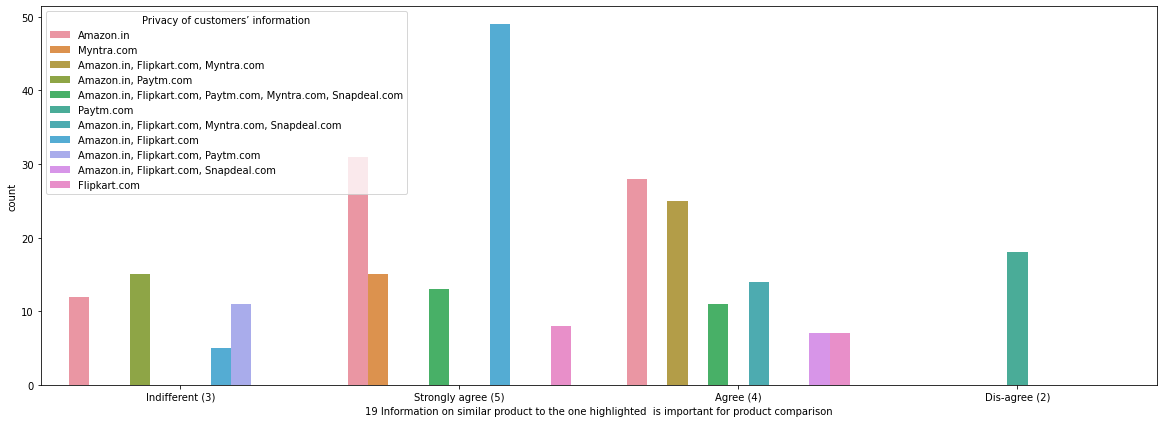 50
40
30
20
10
0
count
Privacy of customers’ information
Amazon.in
Myntra.com
Amazon.in, Flipkart.com, Myntra.com
Amazon.in, Paytm.com
Amazon.in, Flipkart.com, Paytm.com, Myntra.com, Snapdeal.com
Paytm.com
Amazon.in, Flipkart.com, Myntra.com, Snapdeal.com
Amazon.in, Flipkart.com
Amazon.in, Flipkart.com, Paytm.com
Amazon.in, Flipkart.com, Snapdeal.com
Flipkart.com
Indifferent (3) Strongly agree (5) Agree (4) Dis-agree (2)
19 Information on similar product to the one highlighted  is important for product comparison